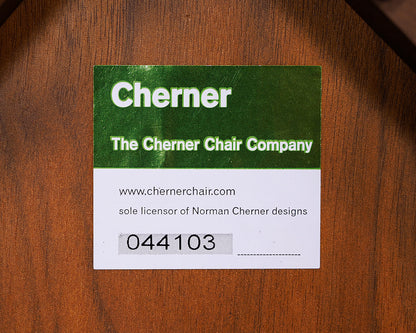 Cherner
The Cherner Chair Company
www.chernerchair.com
sole licensor of Norman Cherner designs
044103